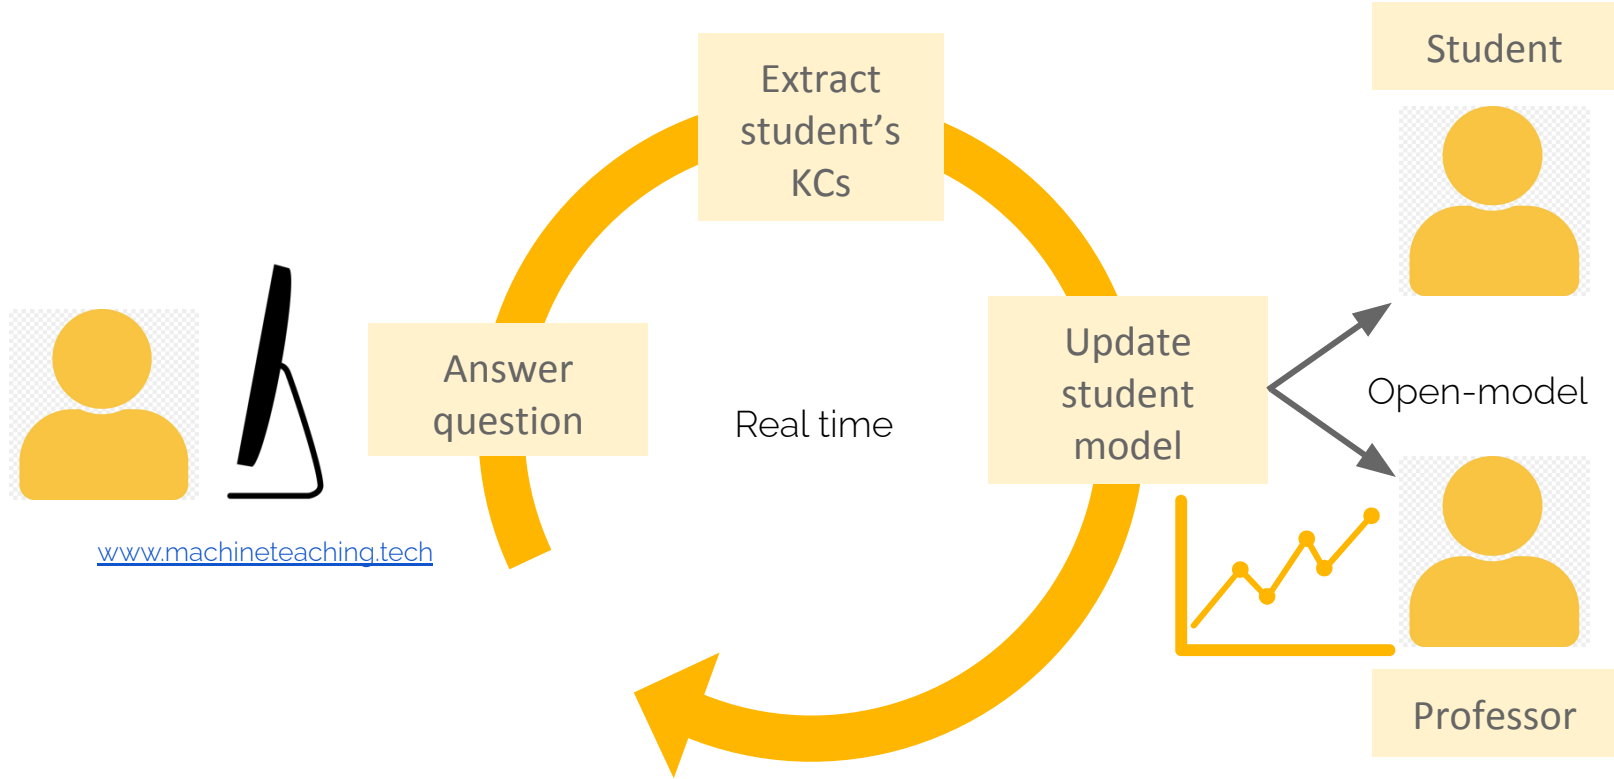 Student
Extract
student’s
KCs
Update
student
model
Answer
question
Real time
Open-model
www.machineteaching.tech
Professor